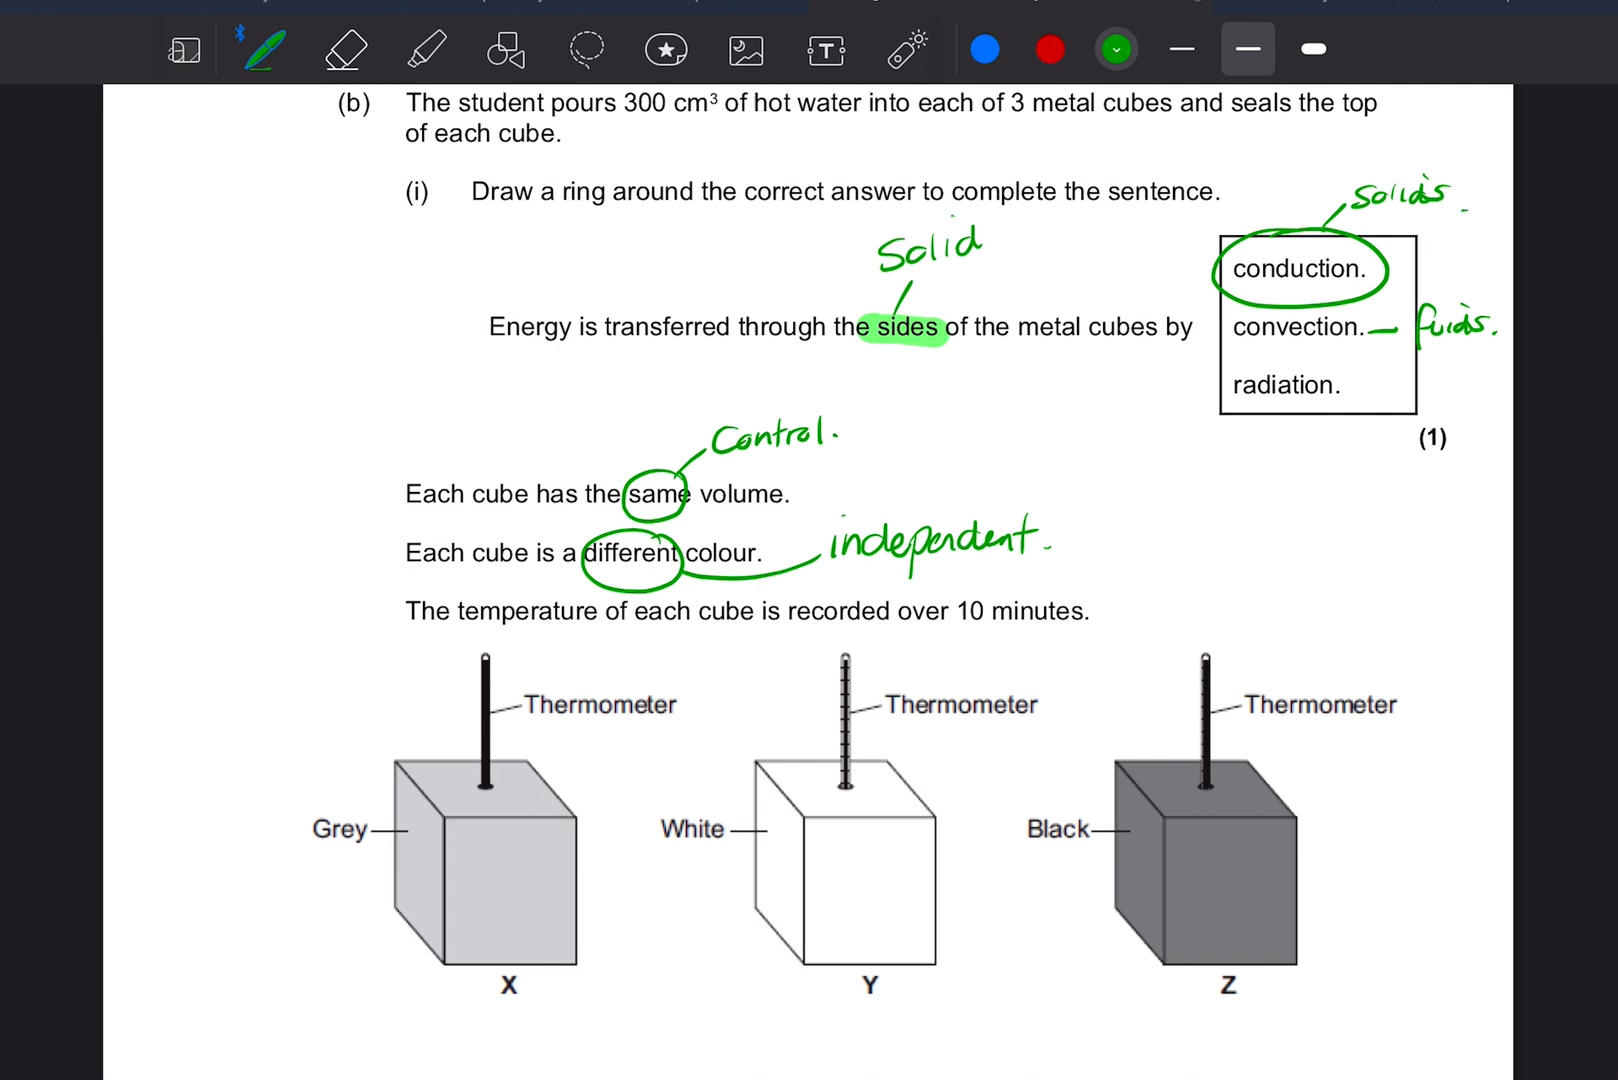 (b) The student pours 300 cm³ of hot water into each of 3 metal cubes and seals the top
of each cube.
(i) Draw a ring around the correct answer to complete the sentence.
solids.
Solid
conduction.
Energy is transferred through the sides of the metal cubes by
convection.
fluids.
radiation.
(1)
Control.
Each cube has the same volume.
independent.
Each cube is a different colour.
The temperature of each cube is recorded over 10 minutes.
Thermometer
Thermometer
Thermometer
Grey
White
Black
X
Y
Z